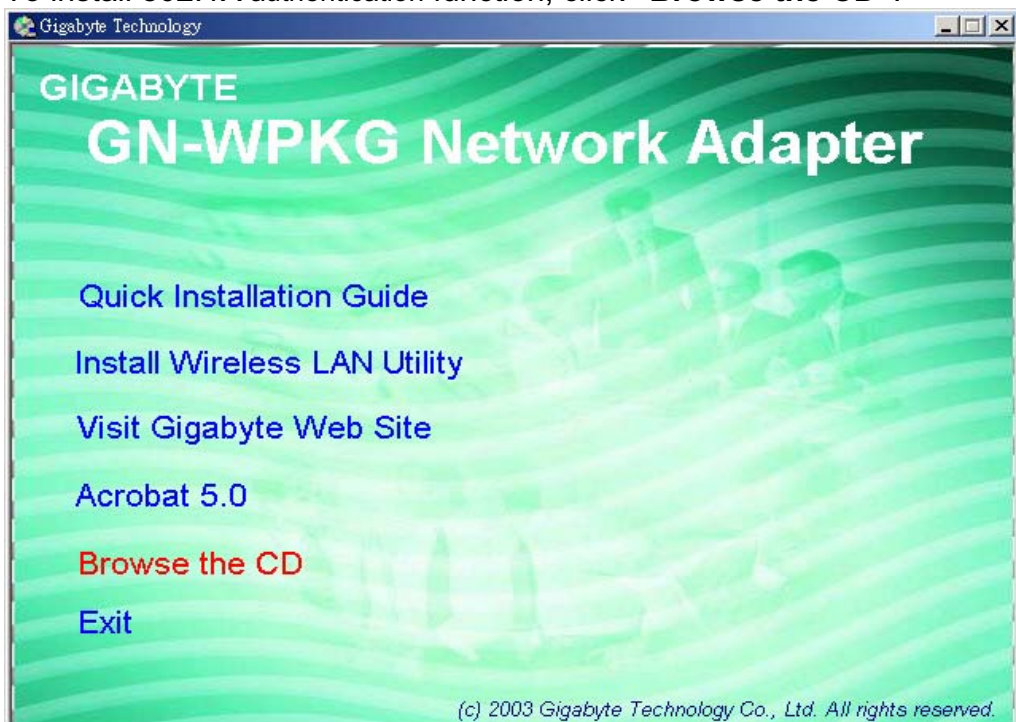 To install 802.1x authentication function, click "Browse the CD".
Gigabyte Technology
GIGABYTE
GN-WPKG Network Adapter
Quick Installation Guide
Install Wireless LAN Utility
Visit Gigabyte Web Site
Acrobat 5.0
Browse the CD
Exit
(c) 2003 Gigabyte Technology Co., Ltd. All rights reserved.